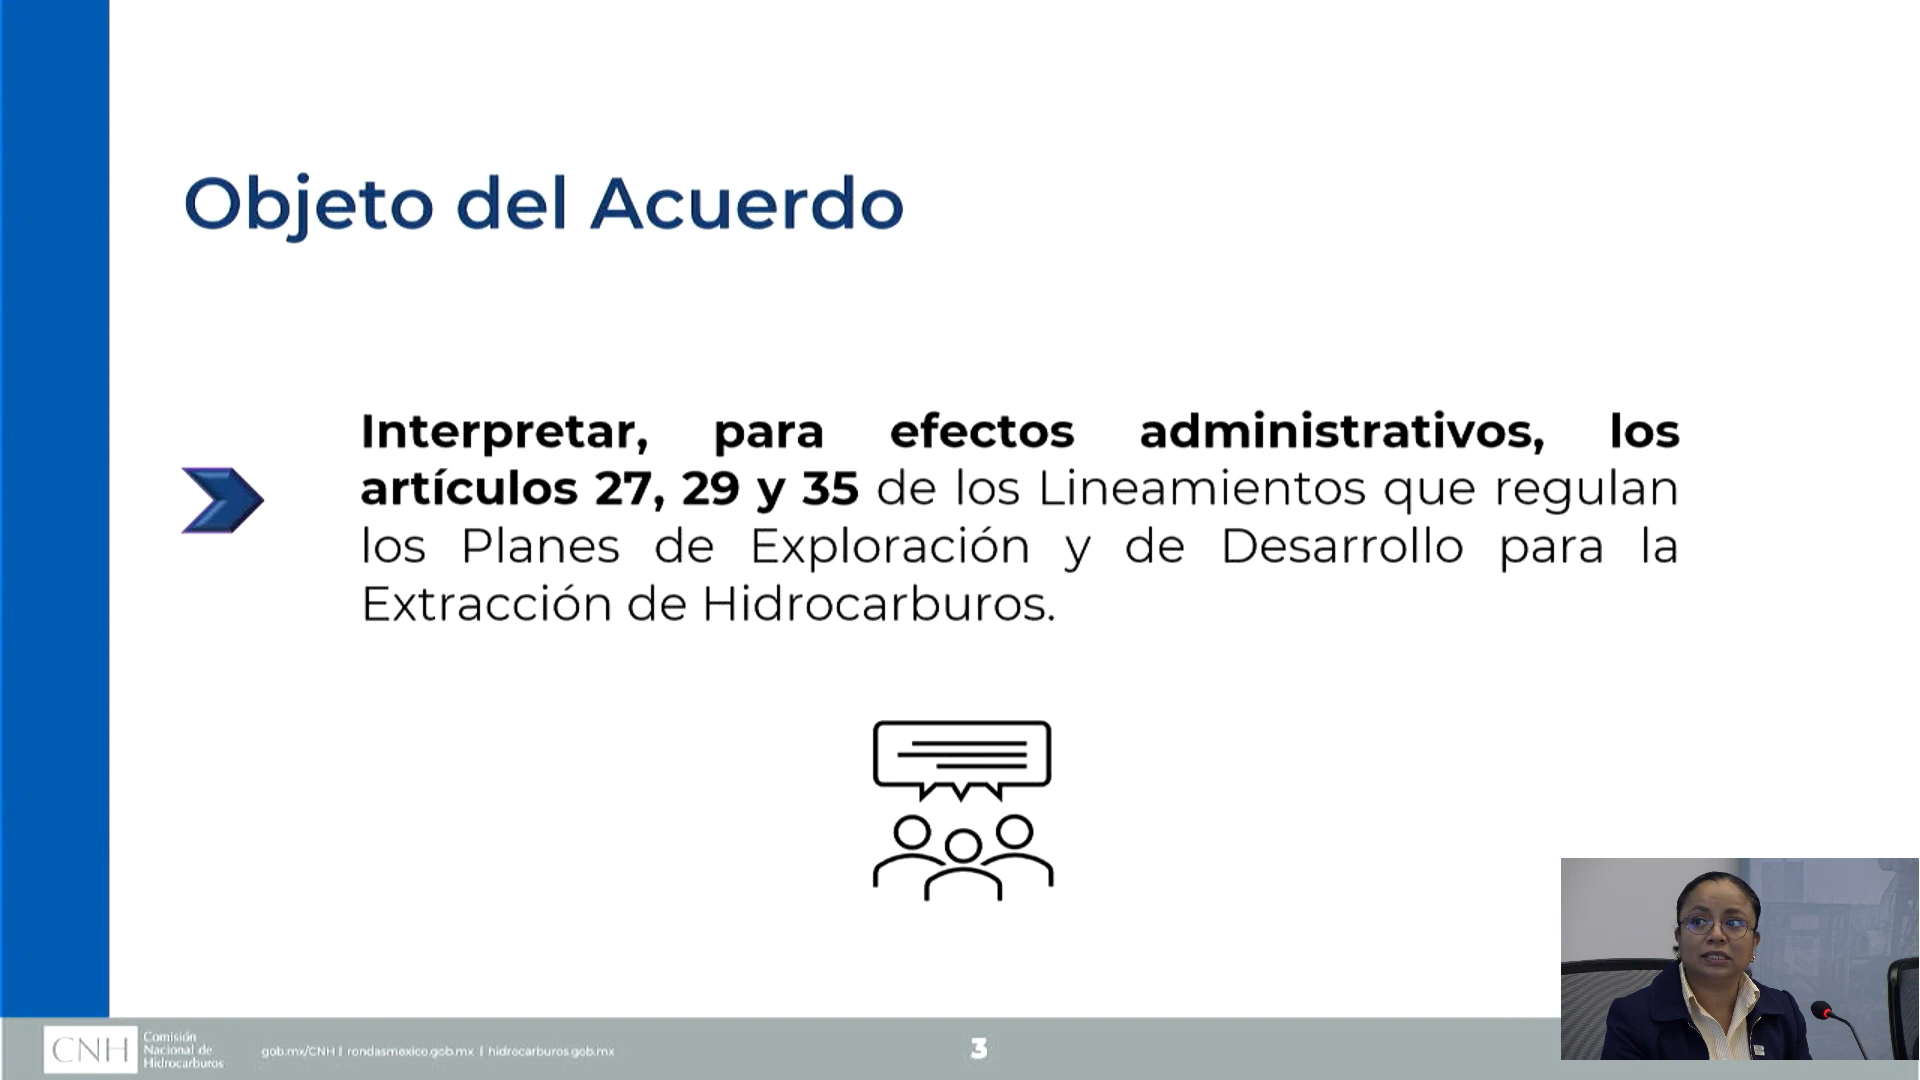 Objeto del Acuerdo
Interpretar, para efectos administrativos, los
artículos 27, 29 y 35 de los Lineamientos que regulan
los Planes de Exploración y de Desarrollo para la
Extracción de Hidrocarburos.
CNH
Comisión
Nacional de
Hidrocarburos
gob.mx/CNH | rondasmexico.gob.mx | hidrocarburos.gob.mx
3